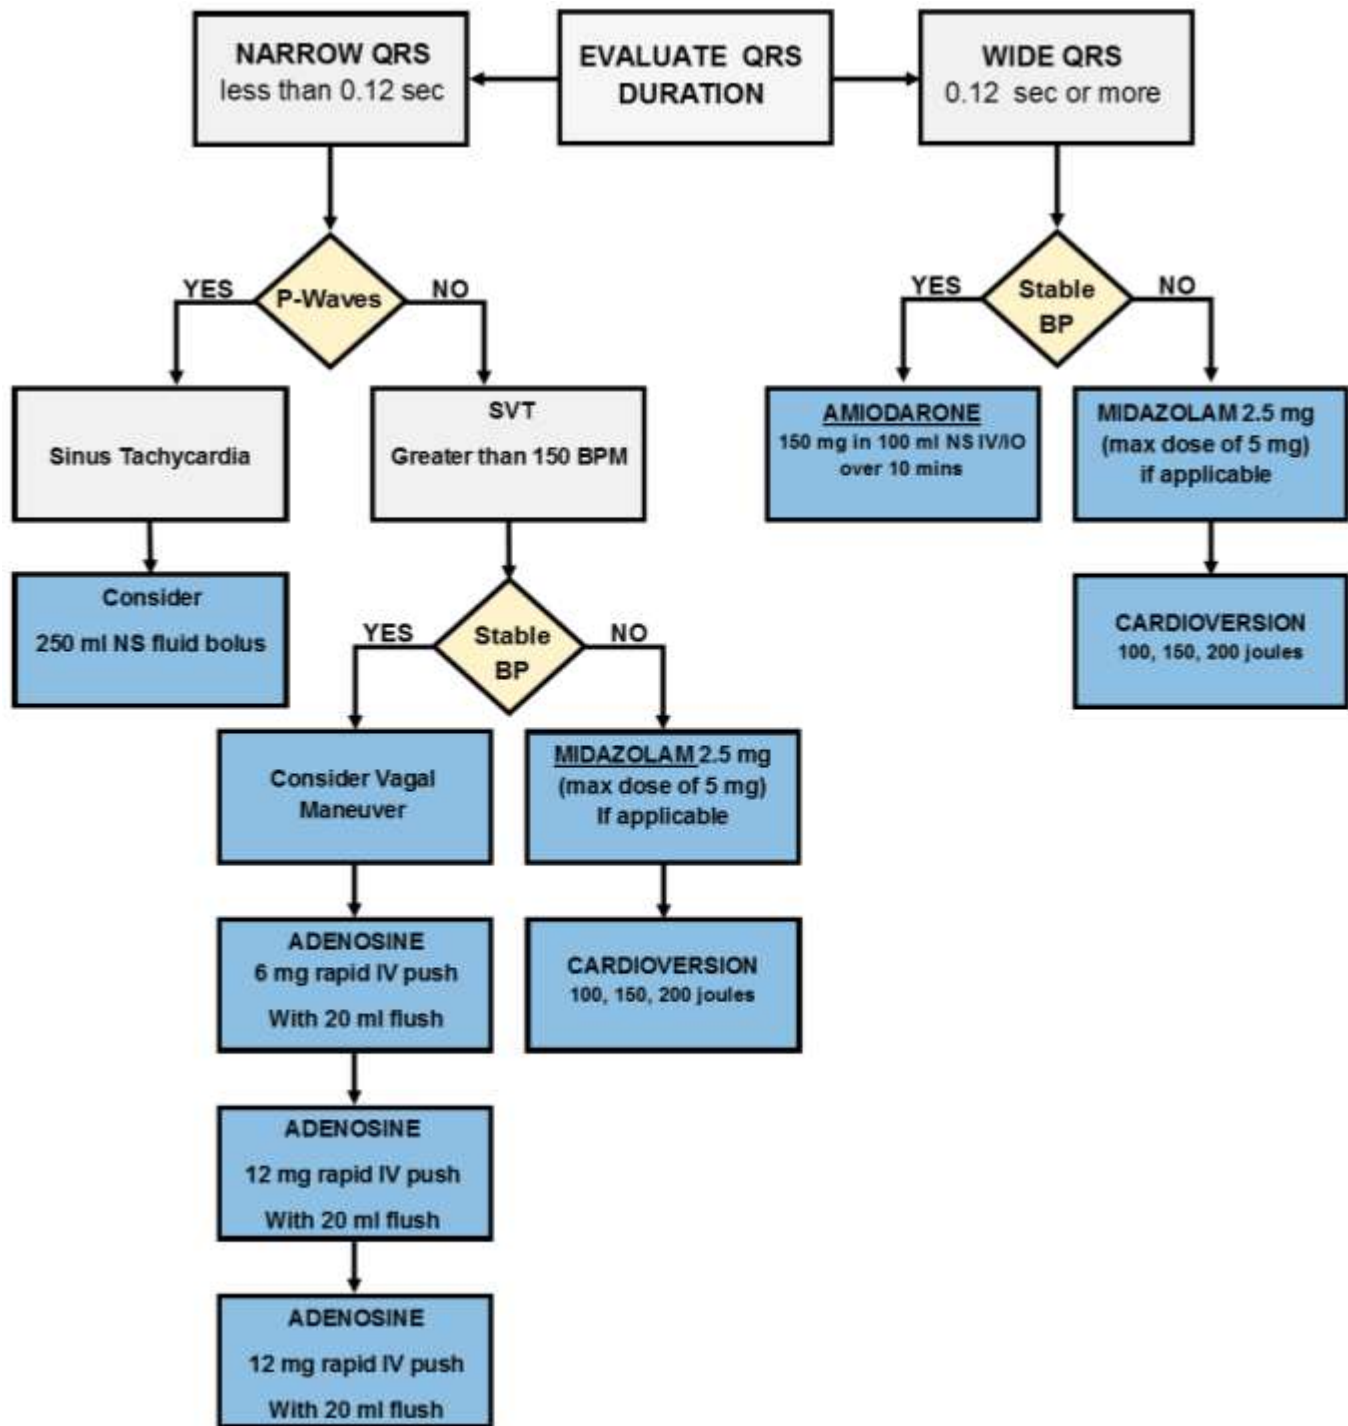 NARROW QRS
less than 0.12 sec
EVALUATE QRS
DURATION
WIDE QRS
0.12 sec or more
YES
P-Waves
NO
YES
Stable
BP
NO
Sinus Tachycardia
SVT
Greater than 150 BPM
AMIODARONE
150 mg in 100 ml NS IV/IO
over 10 mins
MIDAZOLAM 2.5 mg
(max dose of 5 mg)
if applicable
Consider
250 ml NS fluid bolus
YES
Stable
BP
NO
CARDIOVERSION
100, 150, 200 joules
Consider Vagal
Maneuver
MIDAZOLAM 2.5 mg
(max dose of 5 mg)
If applicable
ADENOSINE
6 mg rapid IV push
With 20 ml flush
CARDIOVERSION
100, 150, 200 joules
ADENOSINE
12 mg rapid IV push
With 20 ml flush
ADENOSINE
12 mg rapid IV push
With 20 ml flush